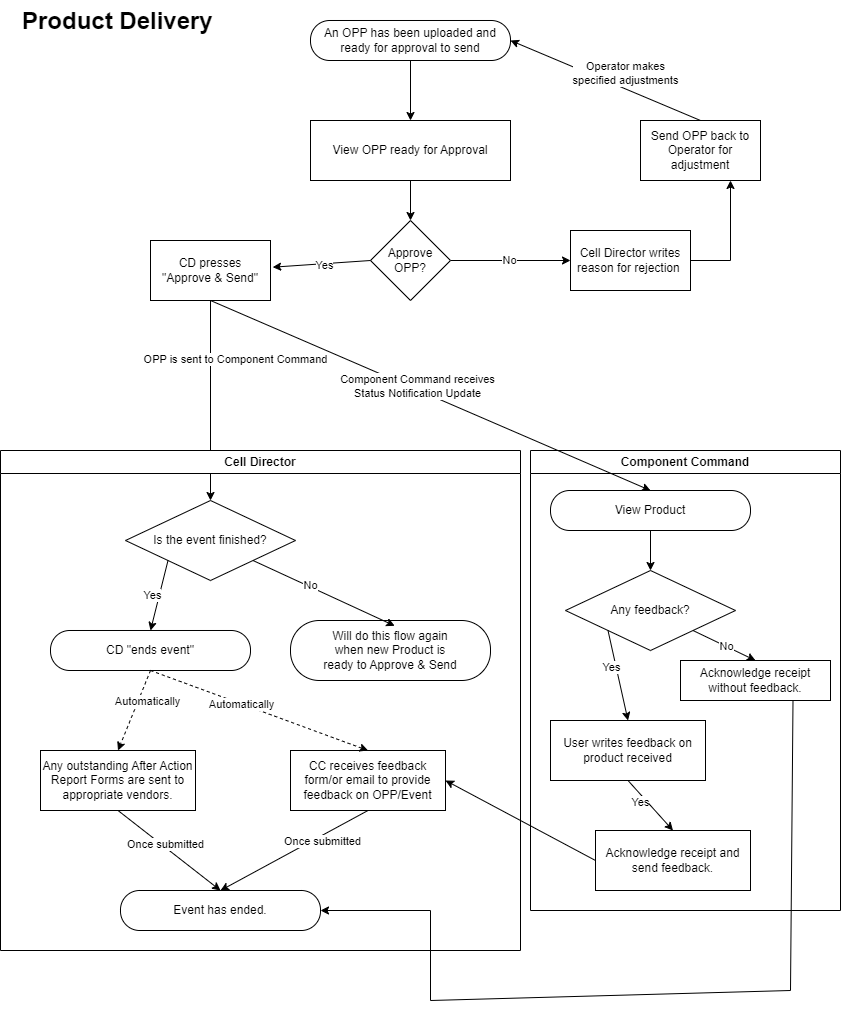 Product Delivery
An OPP has been uploaded and
ready for approval to send
Operator makes
specified adjustments
View OPP ready for Approval
Send OPP back to
Operator for
adjustment
Approve
OPP?
Yes
No
CD presses
"Approve & Send"
Cell Director writes
reason for rejection
OPP is sent to Component Command
Component Command receives
Status Notification Update
Cell Director
Component Command
View Product
Is the event finished?
Yes
No
Any feedback?
Yes
No
CD "ends event"
Will do this flow again
when new Product is
ready to Approve & Send
Acknowledge receipt
without feedback.
Automatically
Automatically
User writes feedback on
product received
Any outstanding After Action
Report Forms are sent to
appropriate vendors.
CC receives feedback
form/or email to provide
feedback on OPP/Event
Yes
Once submitted
Once submitted
Acknowledge receipt and
send feedback.
Event has ended.